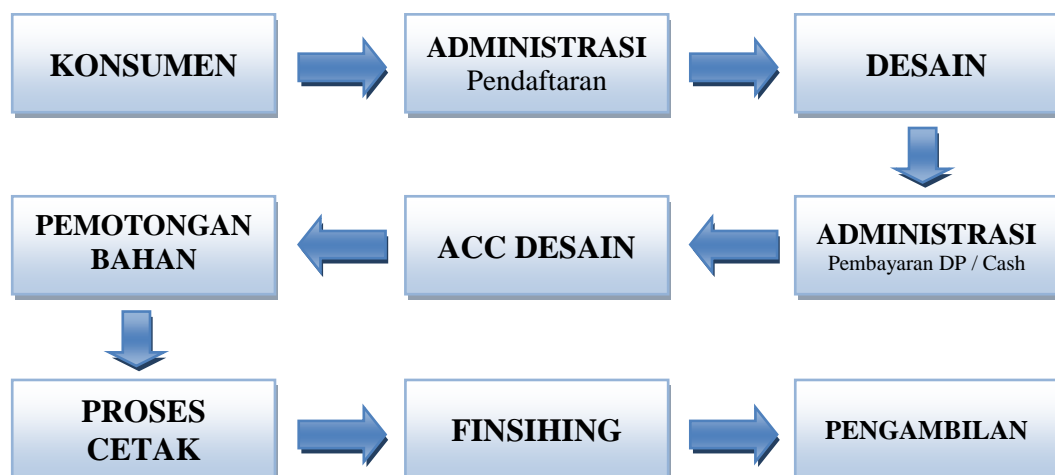 KONSUMEN
ADMINISTRASI
Pendaftaran
DESAIN
ADMINISTRASI
Pembayaran DP / Cash
ACC DESAIN
PEMOTONGAN
BAHAN
PROSES
CETAK
FINSIHING
PENGAMBILAN